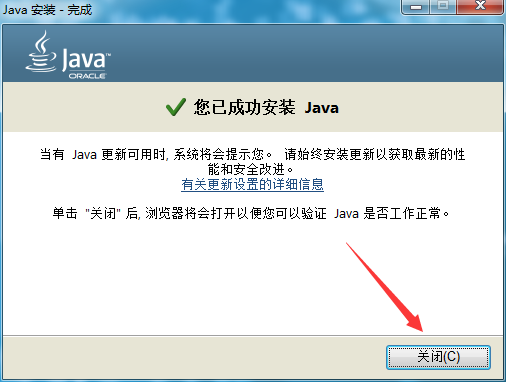 Java 安装 - 完成
Java™
ORACLE
您已成功安装 Java
当有 Java 更新可用时, 系统将会提示您。 请始终安装更新以获取最新的性
能和安全改进。
有关更新设置的详细信息
单击 "关闭" 后, 浏览器将会打开以便您可以验证 Java 是否工作正常。
关闭(C)